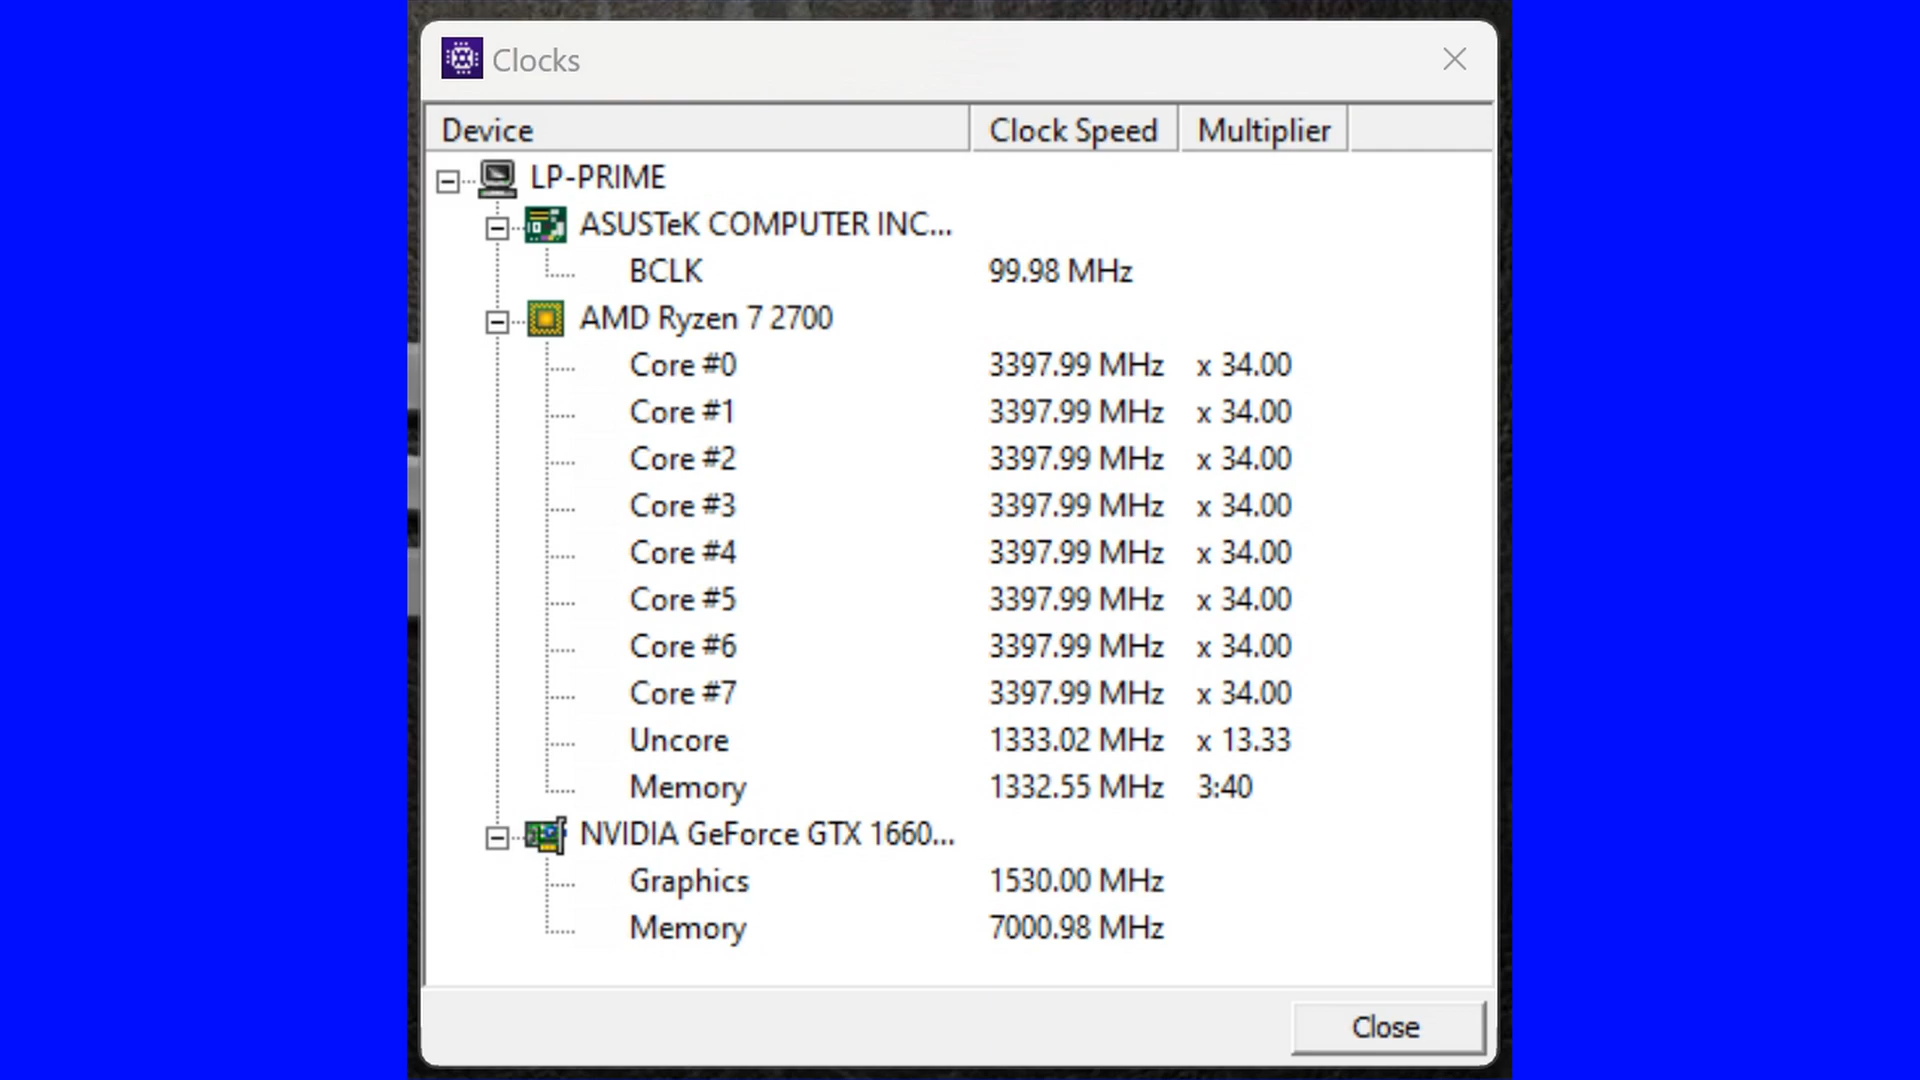 Clocks
Device Clock Speed Multiplier
LP-PRIME
ASUSTeK COMPUTER INC...
BCLK 99.98 MHz
AMD Ryzen 7 2700
Core #0 3397.99 MHz x 34.00
Core #1 3397.99 MHz x 34.00
Core #2 3397.99 MHz x 34.00
Core #3 3397.99 MHz x 34.00
Core #4 3397.99 MHz x 34.00
Core #5 3397.99 MHz x 34.00
Core #6 3397.99 MHz x 34.00
Core #7 3397.99 MHz x 34.00
Uncore 1333.02 MHz x 13.33
Memory 1332.55 MHz 3:40
NVIDIA GeForce GTX 1660...
Graphics 1530.00 MHz
Memory 7000.98 MHz
Close